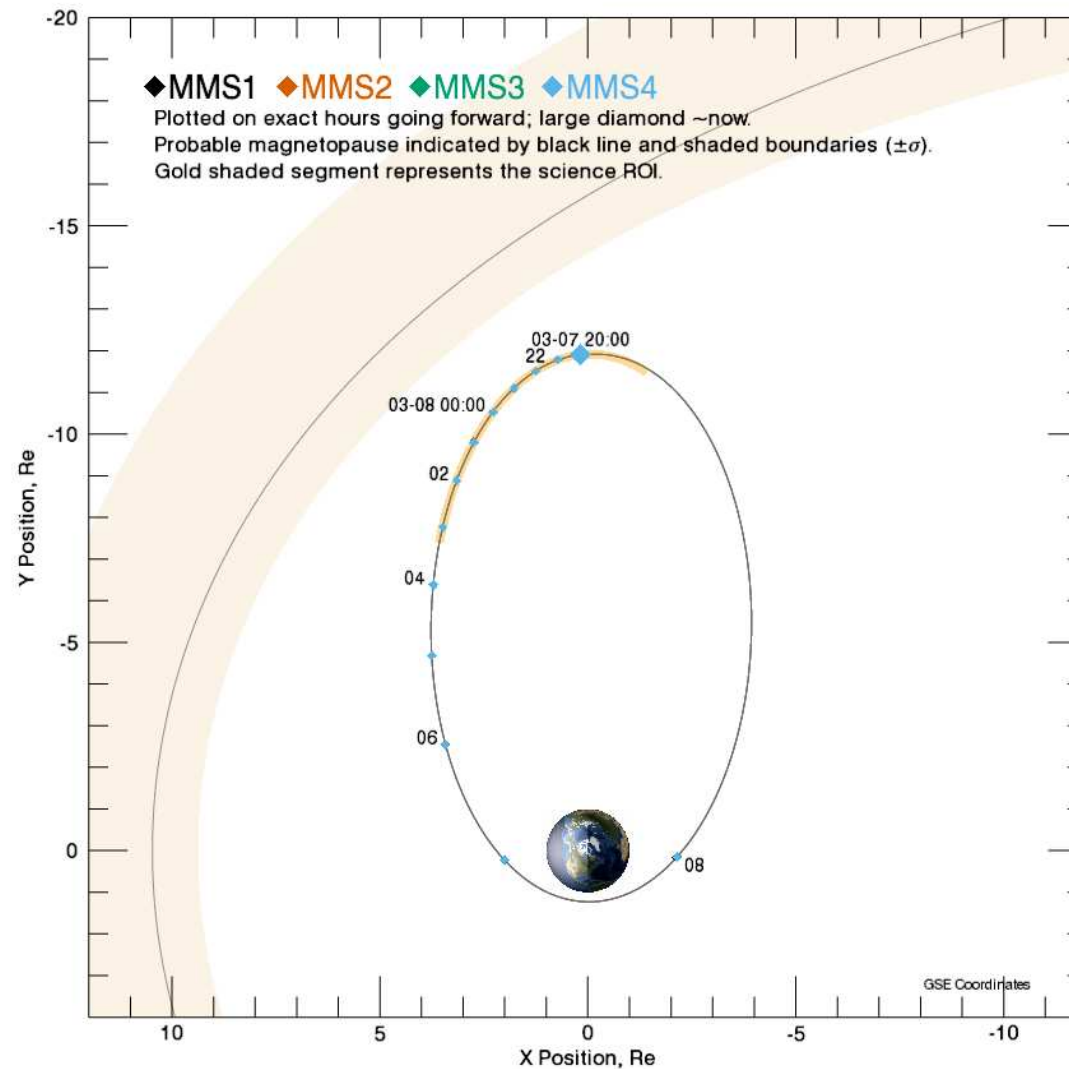 -20
MMS1 MMS2 MMS3 MMS4
Plotted on exact hours going forward; large diamond ~now.
Probable magnetopause indicated by black line and shaded boundaries (±σ).
Gold shaded segment represents the science ROI.
-15
03-07 20:00
22
03-08 00:00
-10
02
Y Position, Re
04
-5
06
0
08
GSE Coordinates
10 5 0 -5 -10
X Position, Re